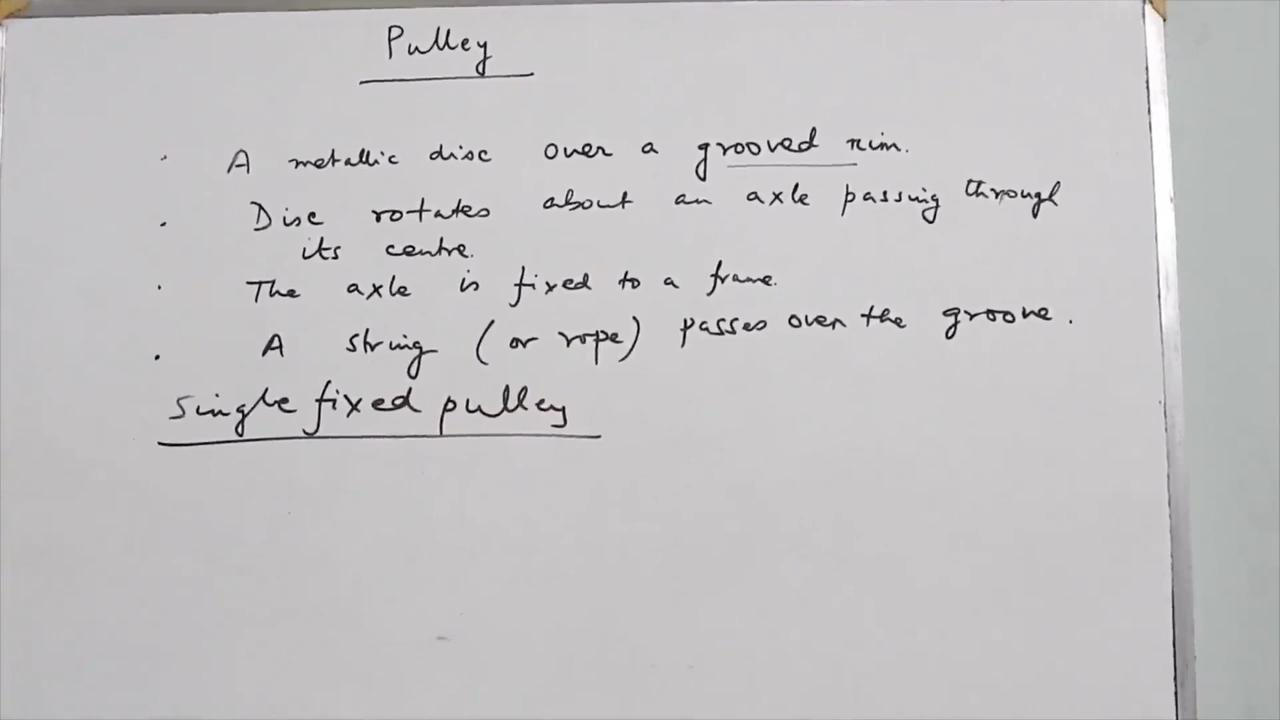 Pulley
. A metallic disc over a grooved rim.
. Disc rotates about an axle passing through
its centre.
. The axle is fixed to a frame.
. A string (or rope) passes over the groove.
Single fixed pulley